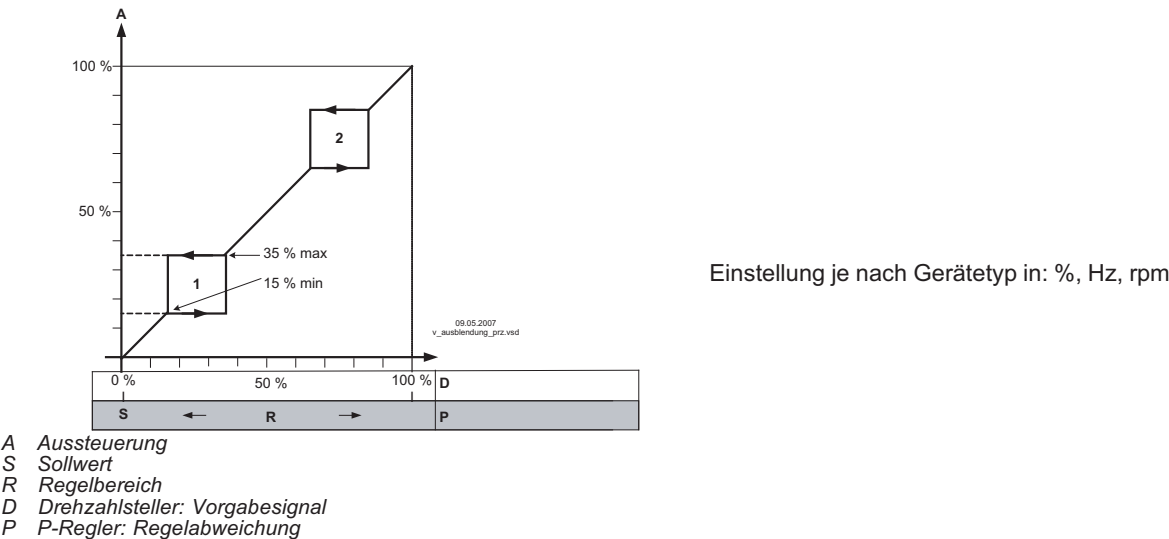 A
100 %
2
50 %
35 % max
1
15 % min
Einstellung je nach Gerätetyp in: %, Hz, rpm
09.05.2007
v_ausblendung_prz.vsd
0 % 50 % 100 % D
S R P
A Aussteuerung
S Sollwert
R Regelbereich
D Drehzahlsteller: Vorgabesignal
P P-Regler: Regelabweichung